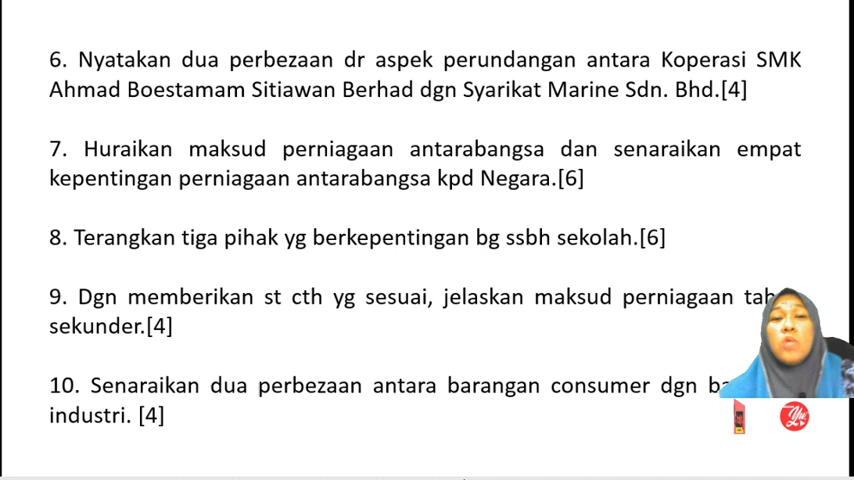 6. Nyatakan dua perbezaan dr aspek perundangan antara Koperasi SMK
Ahmad Boestamam Sitiawan Berhad dgn Syarikat Marine Sdn. Bhd.[4]
7. Huraikan maksud perniagaan antarabangsa dan senaraikan empat
kepentingan perniagaan antarabangsa kpd Negara.[6]
8. Terangkan tiga pihak yg berkepentingan bg ssbh sekolah.[6]
9. Dgn memberikan st cth yg sesuai, jelaskan maksud perniagaan
sekunder.[4]
10. Senaraikan dua perbezaan antara barangan consumer dgn
industri. [4]